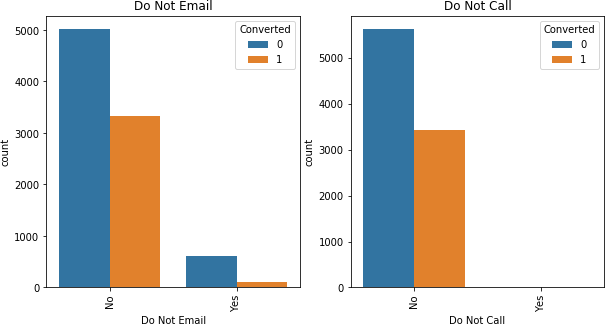 Do Not Email
Converted
0
1
count
5000
4000
3000
2000
1000
0
No
Yes
Do Not Email
Do Not Call
Converted
0
1
count
5000
4000
3000
2000
1000
0
No
Yes
Do Not Call